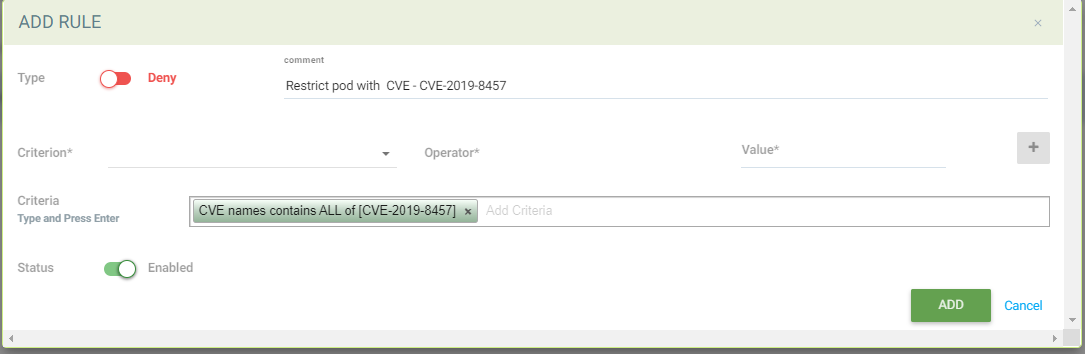 ADD RULE ×
Type Deny
comment
Restrict pod with CVE - CVE-2019-8457
Criterion* Operator* Value* +
Criteria
Type and Press Enter
CVE names contains ALL of [CVE-2019-8457] × Add Criteria
Status Enabled
ADD Cancel